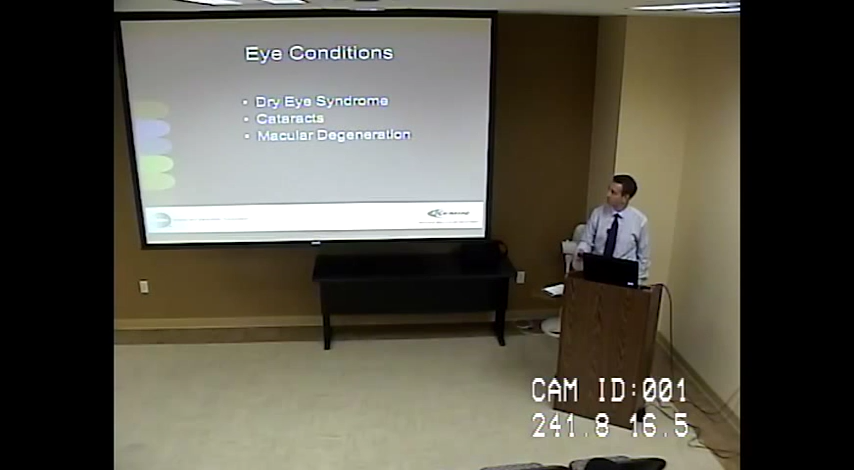 Eye Conditions
• Dry Eye Syndrome
• Cataracts
• Macular Degeneration
CAM ID:001
241.8 16.5